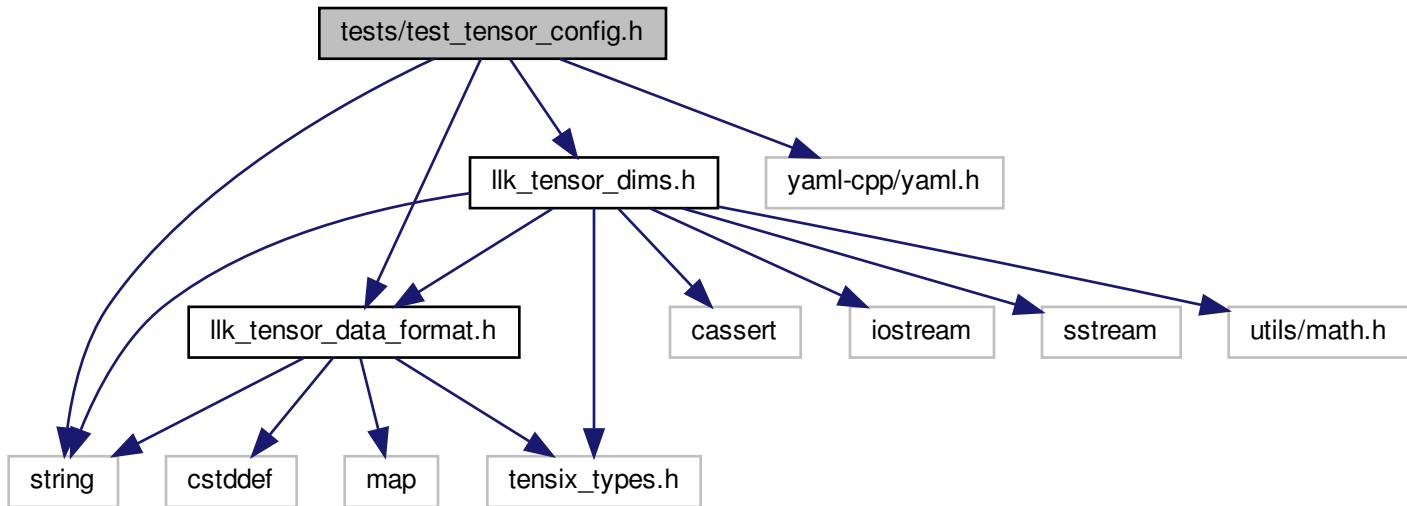 tests/test_tensor_config.h
llk_tensor_dims.h
yaml-cpp/yaml.h
llk_tensor_data_format.h
cassert
iostream
sstream
utils/math.h
string
cstddef
map
tensix_types.h